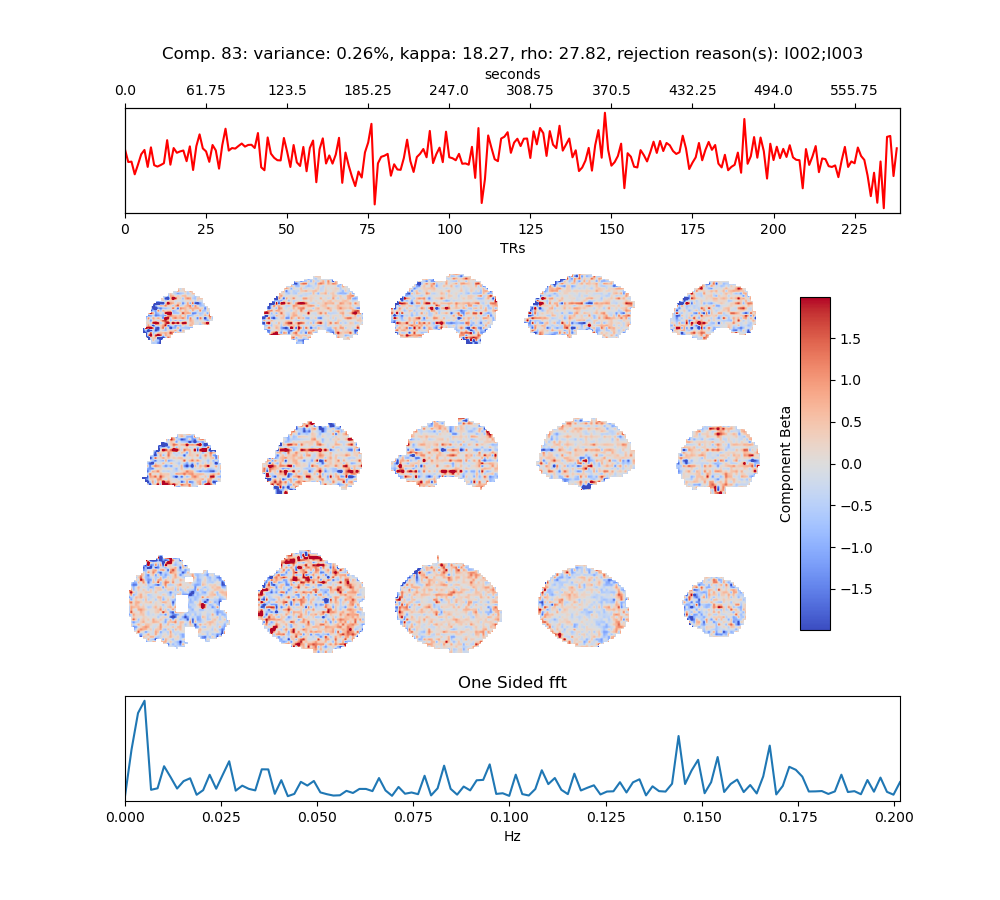 Comp. 83: variance: 0.26%, kappa: 18.27, rho: 27.82, rejection reason(s): I002;I003
seconds
0.0 61.75 123.5 185.25 247.0 308.75 370.5 432.25 494.0 555.75
0 25 50 75 100 125 150 175 200 225
TRs
1.5
1.0
0.5
0.0
−0.5
−1.0
−1.5
Component Beta
One Sided fft
0.000 0.025 0.050 0.075 0.100 0.125 0.150 0.175 0.200
Hz